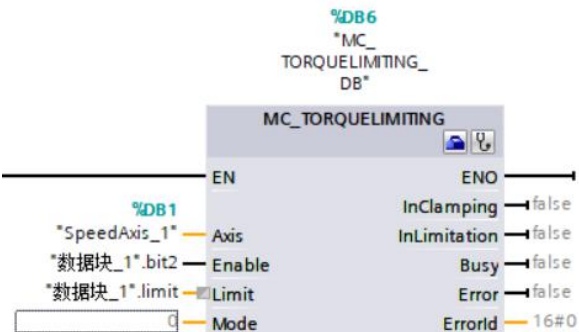 %DB6
"MC_
TORQUELIMITING_
DB"
MC_TORQUELIMITING
EN ENO
%DB1 InClamping false
"SpeedAxis_1" Axis InLimitation false
"数据块_1".bit2 Enable Busy false
"数据块_1".limit Limit Error false
0 Mode ErrorId 16#0